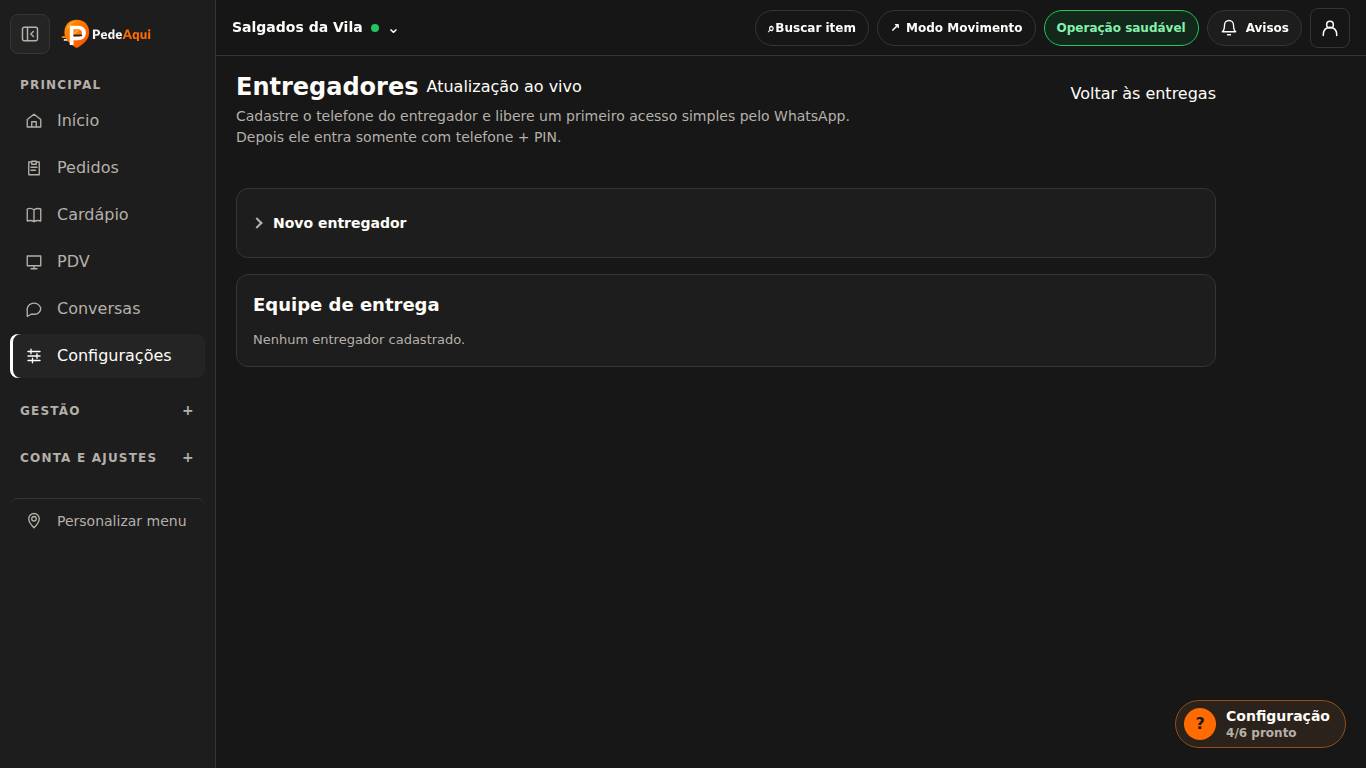 PedeAqui
PRINCIPAL
Início
Pedidos
Cardápio
PDV
Conversas
Configurações
GESTÃO +
CONTA E AJUSTES +
Personalizar menu
Salgados da Vila
Buscar item
↗ Modo Movimento
Operação saudável
Avisos
Entregadores Atualização ao vivo
Voltar às entregas
Cadastre o telefone do entregador e libere um primeiro acesso simples pelo WhatsApp.
Depois ele entra somente com telefone + PIN.
Novo entregador
Equipe de entrega
Nenhum entregador cadastrado.
? Configuração
4/6 pronto